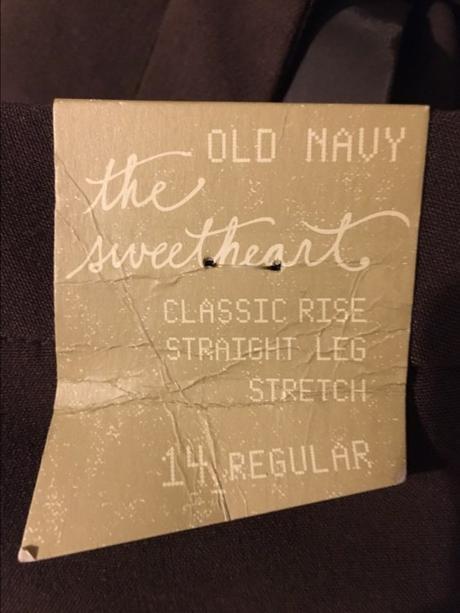 OLD NAVY
the
sweetheart
CLASSIC RISE
STRAIGHT LEG
STRETCH
14 REGULAR